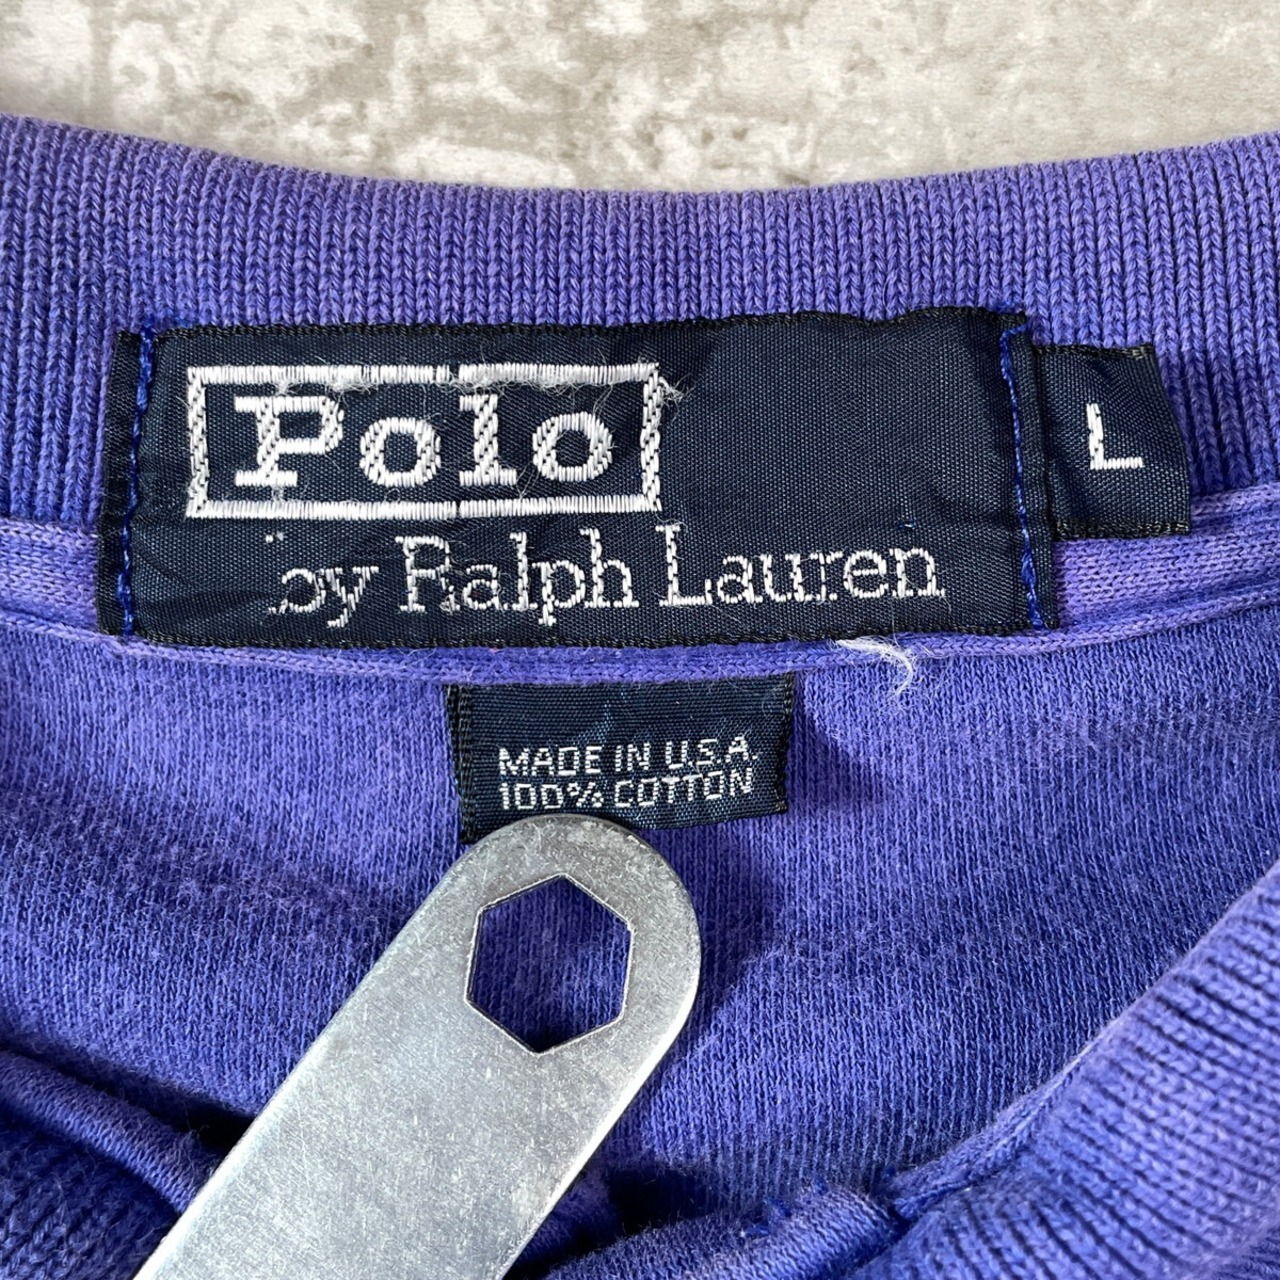 Polo
by Ralph Lauren
L
MADE IN U.S.A.
100% COTTON